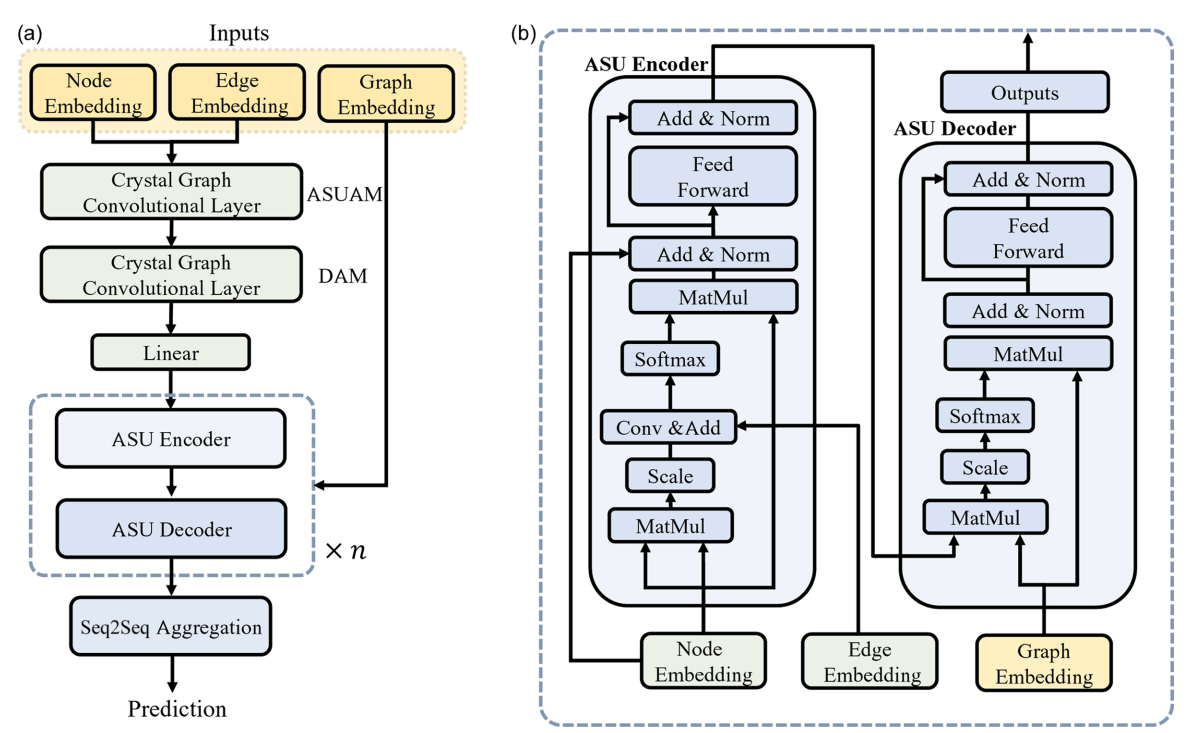 (a)
Inputs
Node
Embedding
Edge
Embedding
Graph
Embedding
Crystal Graph
Convolutional Layer
ASUAM
Crystal Graph
Convolutional Layer
DAM
Linear
ASU Encoder
ASU Decoder
× n
Seq2Seq Aggregation
Prediction
(b)
ASU Encoder
Add & Norm
Feed
Forward
Add & Norm
MatMul
Softmax
Conv &Add
Scale
MatMul
Node
Embedding
Edge
Embedding
Outputs
ASU Decoder
Add & Norm
Feed
Forward
Add & Norm
MatMul
Softmax
Scale
MatMul
Graph
Embedding